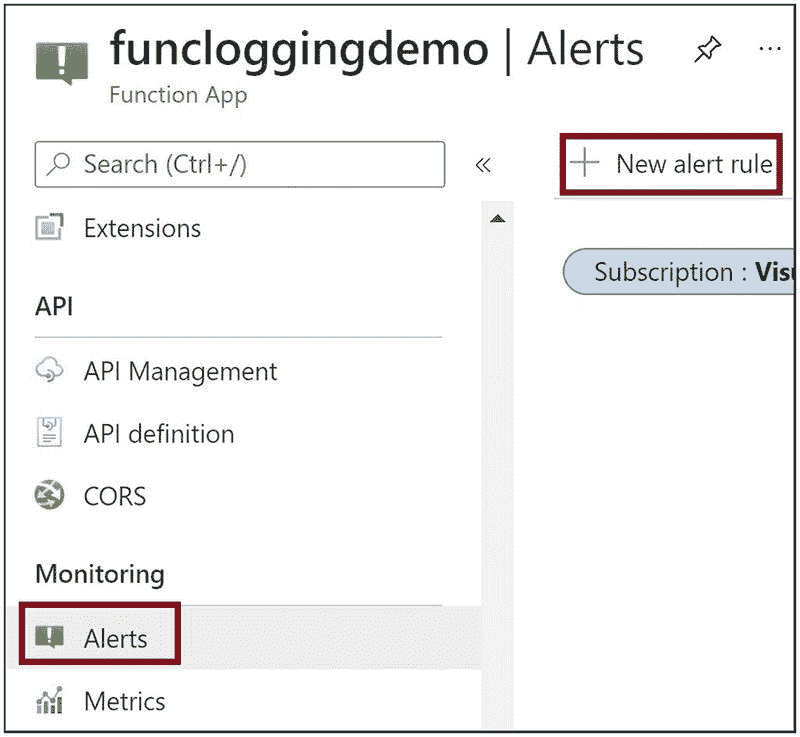 funcloggingdemo | Alerts
Function App
Search (Ctrl+/)
New alert rule
Extensions
Subscription :
API
API Management
API definition
CORS
Monitoring
Alerts
Metrics